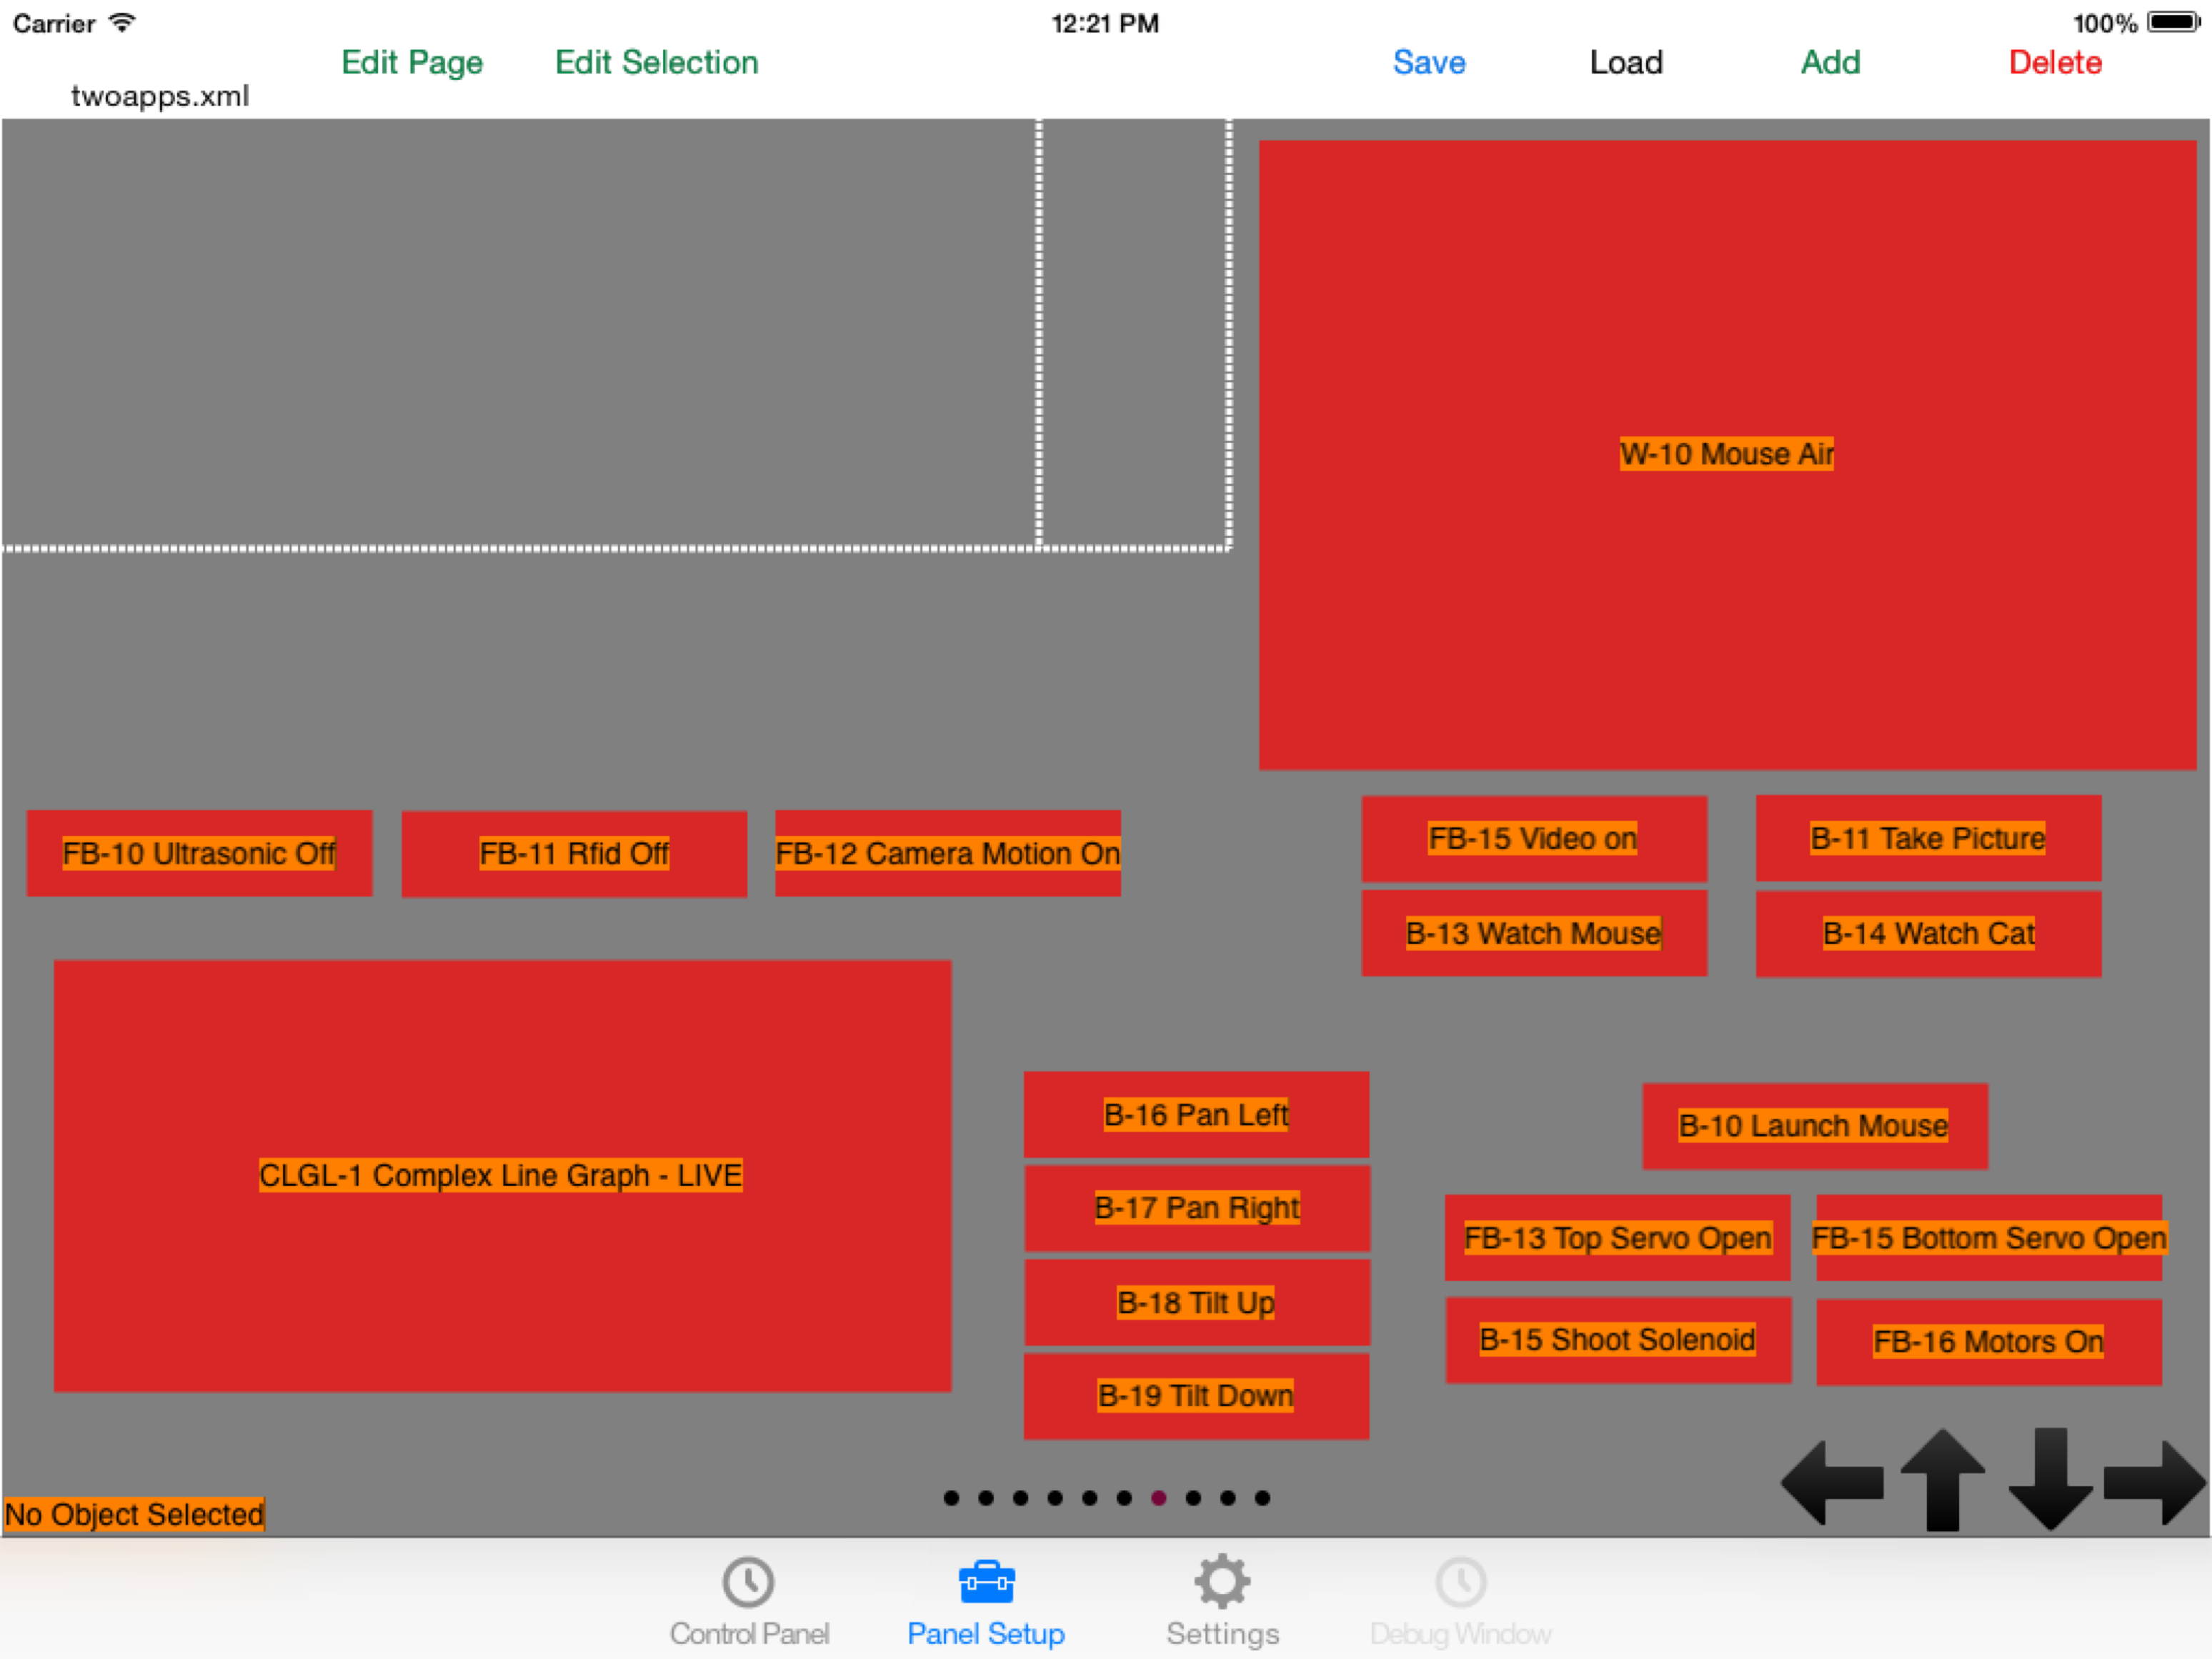 Carrier
12:21 PM
100%
Edit Page
Edit Selection
Save
Load
Add
Delete
twoapps.xml
W-10 Mouse Air
FB-10 Ultrasonic Off
FB-11 Rfid Off
FB-12 Camera Motion On
FB-15 Video on
B-11 Take Picture
B-13 Watch Mouse
B-14 Watch Cat
CLGL-1 Complex Line Graph - LIVE
B-16 Pan Left
B-17 Pan Right
B-18 Tilt Up
B-19 Tilt Down
B-10 Launch Mouse
FB-13 Top Servo Open
FB-15 Bottom Servo Open
B-15 Shoot Solenoid
FB-16 Motors On
No Object Selected
Control Panel
Panel Setup
Settings
Debug Window